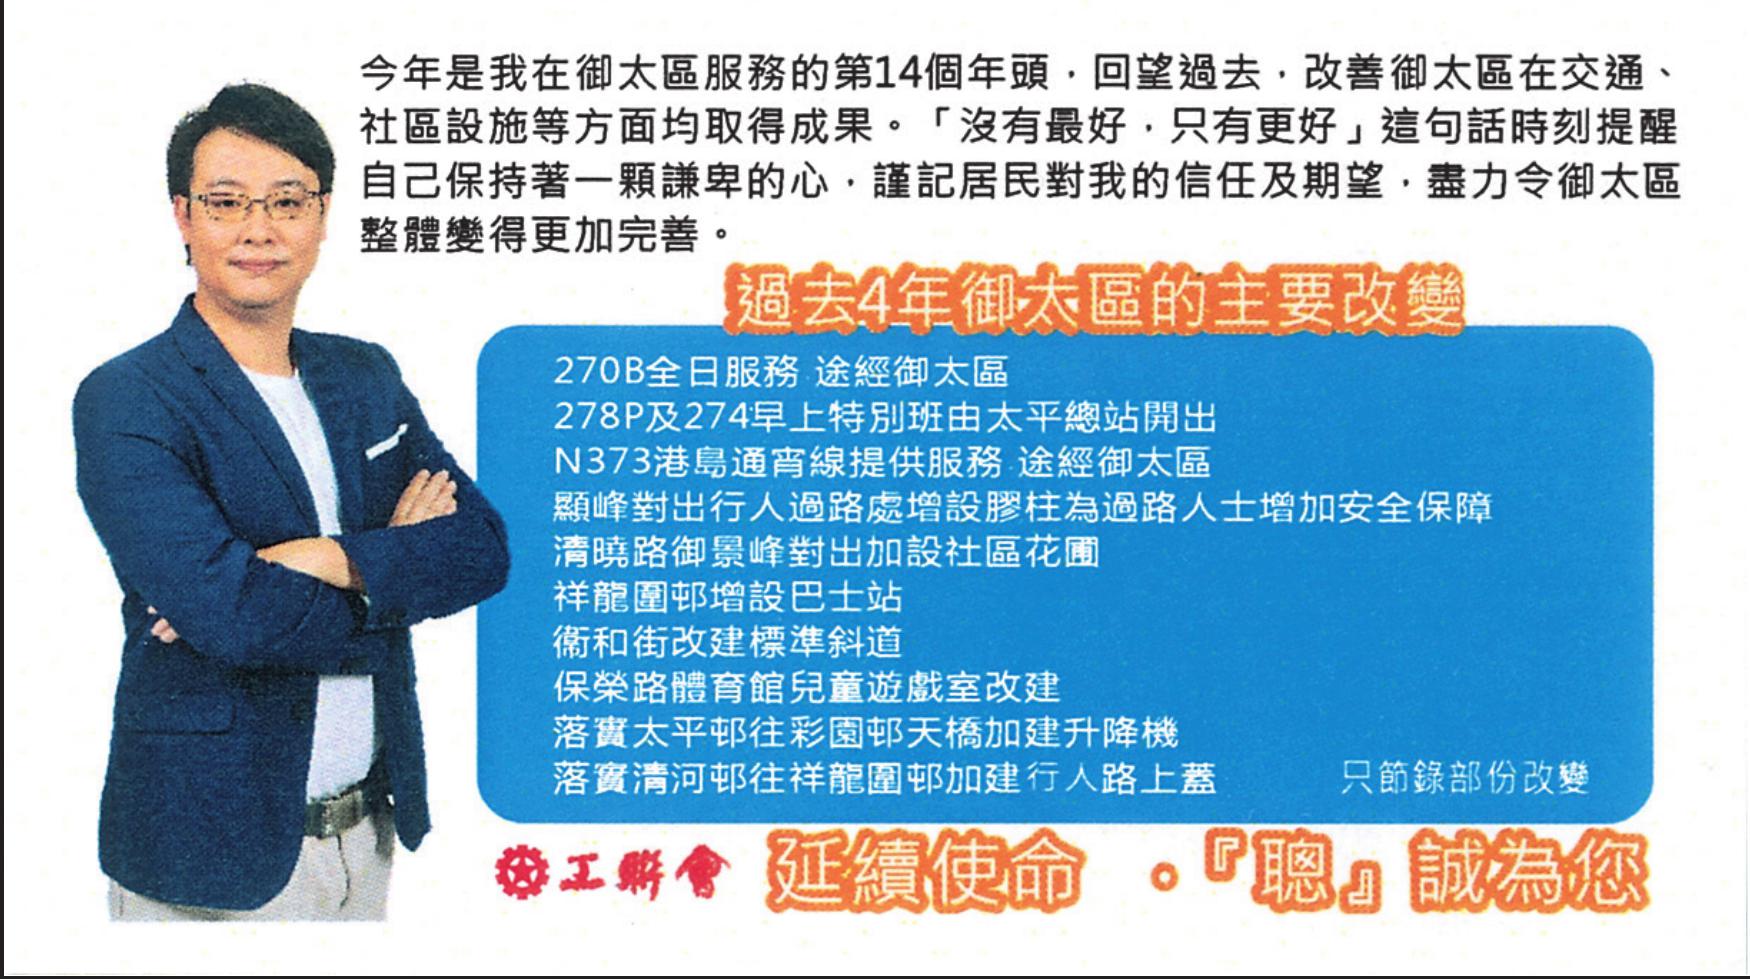 今年是我在御太區服務的第14個年頭，回望過去，改善御太區在交通、
社區設施等方面均取得成果。「沒有最好，只有更好」這句話時刻提醒
自己保持著一顆謙卑的心，謹記居民對我的信任及期望，盡力令御太區
整體變得更加完善。
過去4年御太區的主要改變
270B全日服務 途經御太區
278P及274早上特別班由太平總站開出
N373港島通宵線提供服務 途經御太區
顯峰對出行人過路處增設膠柱為過路人士增加安全保障
清曉路御景峰對出加設社區花圃
祥龍圍邨增設巴士站
衞和街改建標準斜道
保榮路體育館兒童遊戲室改建
落實太平邨往彩園邨天橋加建升降機
落實清河邨往祥龍圍邨加建行人路上蓋
只節錄部份改變
工聯會 延續使命 。『聰』誠為您